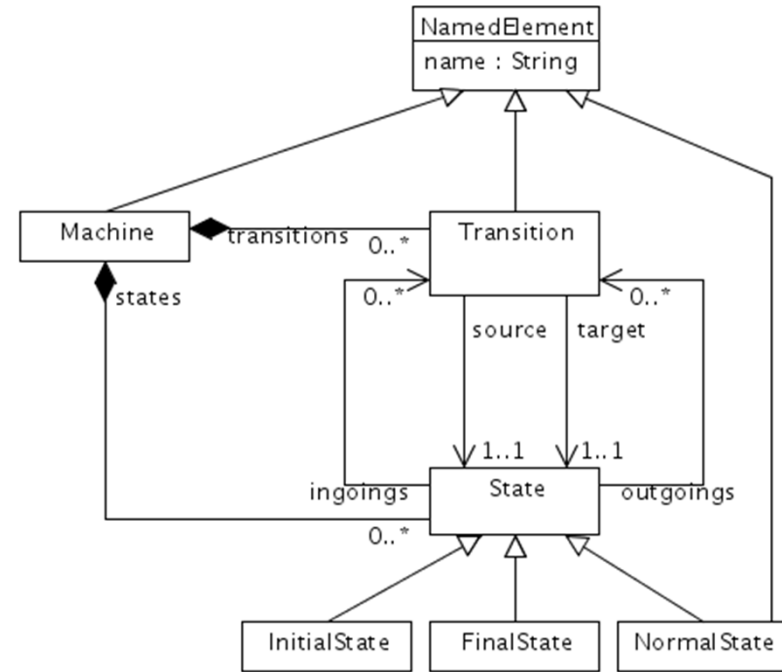 NamedElement
name : String
Machine
transitions
0..*
Transition
states
0..*
0..*
source
target
1..1
1..1
ingoings
State
outgoings
0..*
InitialState
FinalState
NormalState